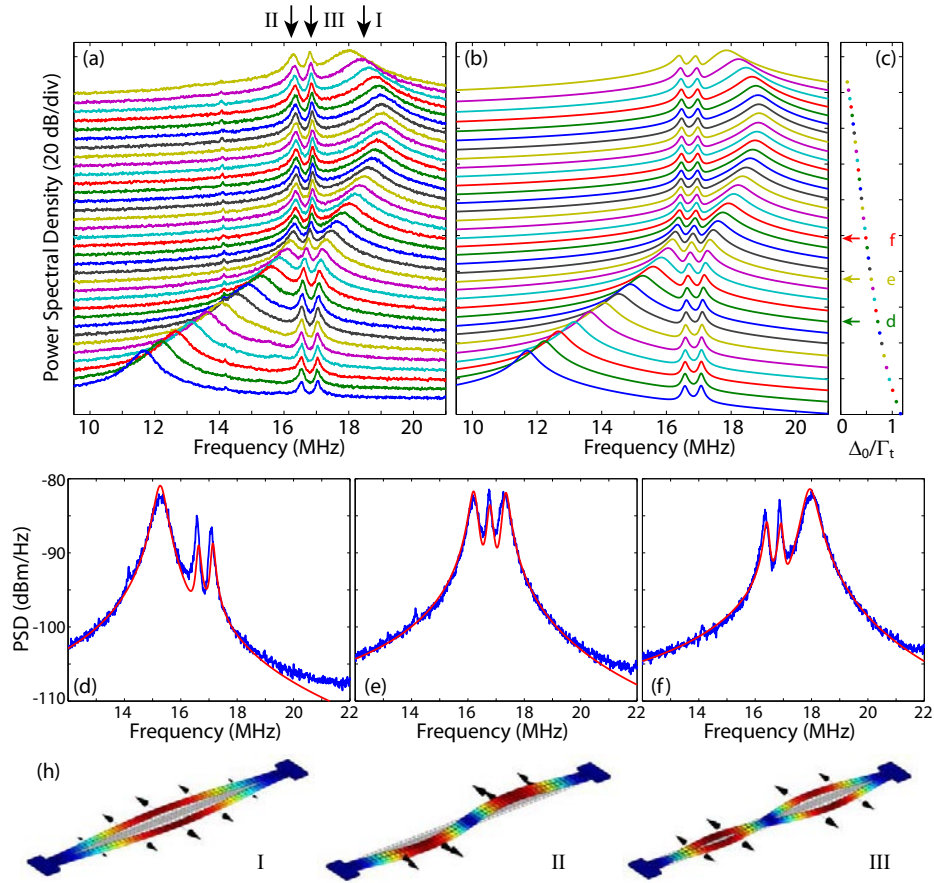 II III I
(a)
(b)
(c)
Power Spectral Density (20 dB/div)
f
e
d
10 12 14 16 18 20
10 12 14 16 18 20
0 1
Frequency (MHz)
Frequency (MHz)
Δ₀/Γₜ
-80
-90
-100
-110
PSD (dBm/Hz)
(d)
(e)
(f)
14 16 18 20 22
14 16 18 20 22
14 16 18 20 22
Frequency (MHz)
Frequency (MHz)
Frequency (MHz)
(h)
I
II
III